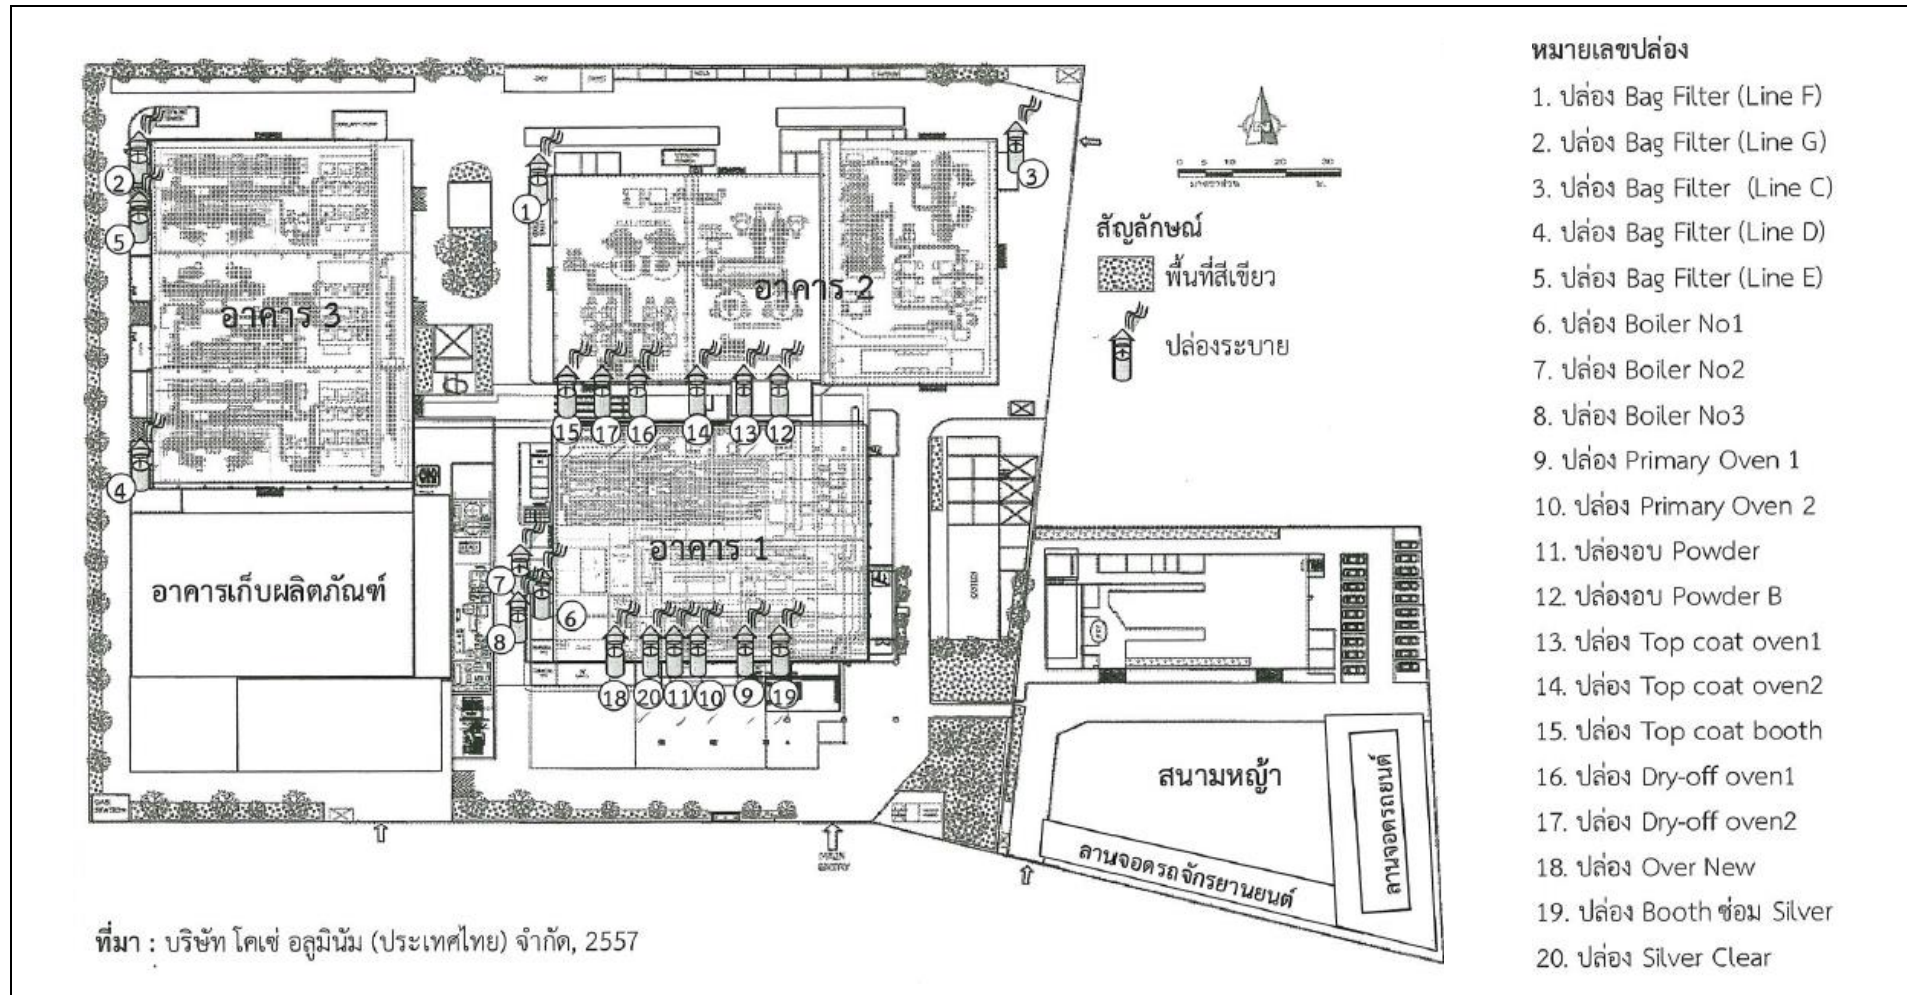 หมายเลขปล่อง
1. ปล่อง Bag Filter (Line F)
2. ปล่อง Bag Filter (Line G)
3. ปล่อง Bag Filter (Line C)
4. ปล่อง Bag Filter (Line D)
5. ปล่อง Bag Filter (Line E)
6. ปล่อง Boiler No1
7. ปล่อง Boiler No2
8. ปล่อง Boiler No3
9. ปล่อง Primary Oven 1
10. ปล่อง Primary Oven 2
11. ปล่องอบ Powder
12. ปล่องอบ Powder B
13. ปล่อง Top coat oven1
14. ปล่อง Top coat oven2
15. ปล่อง Top coat booth
16. ปล่อง Dry-off oven1
17. ปล่อง Dry-off oven2
18. ปล่อง Over New
19. ปล่อง Booth ซ่อม Silver
20. ปล่อง Silver Clear
0 5 10 20 30
มาตราส่วน ม.
สัญลักษณ์
พื้นที่สีเขียว
ปล่องระบาย
2
5
4
1
3
อาคาร 3
อาคาร 2
15 17 16 14 13 12
อาคาร 1
7
6
8
18 20 11 10 9 19
อาคารเก็บผลิตภัณฑ์
สนามหญ้า
ลานจอดรถยนต์
ลานจอดรถจักรยานยนต์
MAIN
ENTRY
ที่มา : บริษัท โคเซ่ อลูมินัม (ประเทศไทย) จำกัด, 2557